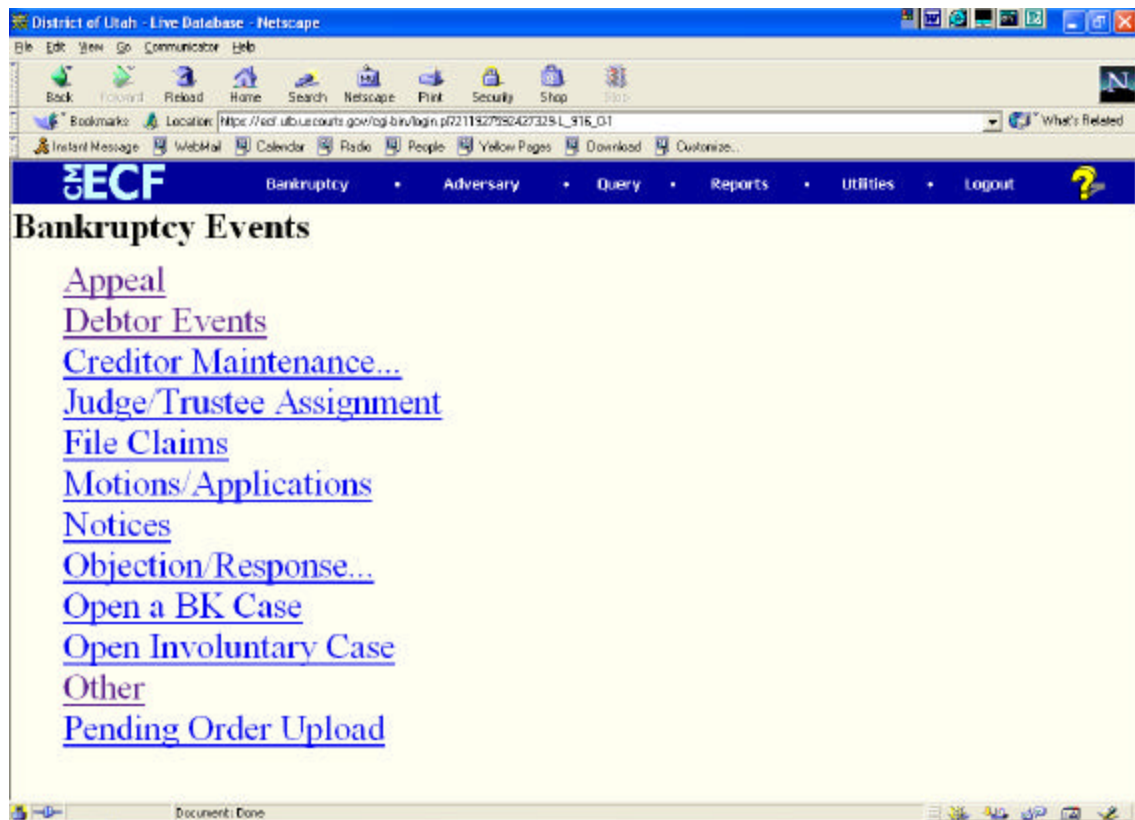 District of Utah - Live Database - Netscape
File Edit View Go Communicator Help
Back Forward Reload Home Search Netscape Print Security Shop Stop
N
Bookmarks Location: What's Related
Instant Message WebMail Calendar Radio People Yellow Pages Download Customize...
CM ECF Bankruptcy • Adversary • Query • Reports • Utilities • Logout ?
Bankruptcy Events
Appeal
Debtor Events
Creditor Maintenance...
Judge/Trustee Assignment
File Claims
Motions/Applications
Notices
Objection/Response...
Open a BK Case
Open Involuntary Case
Other
Pending Order Upload
Document: Done